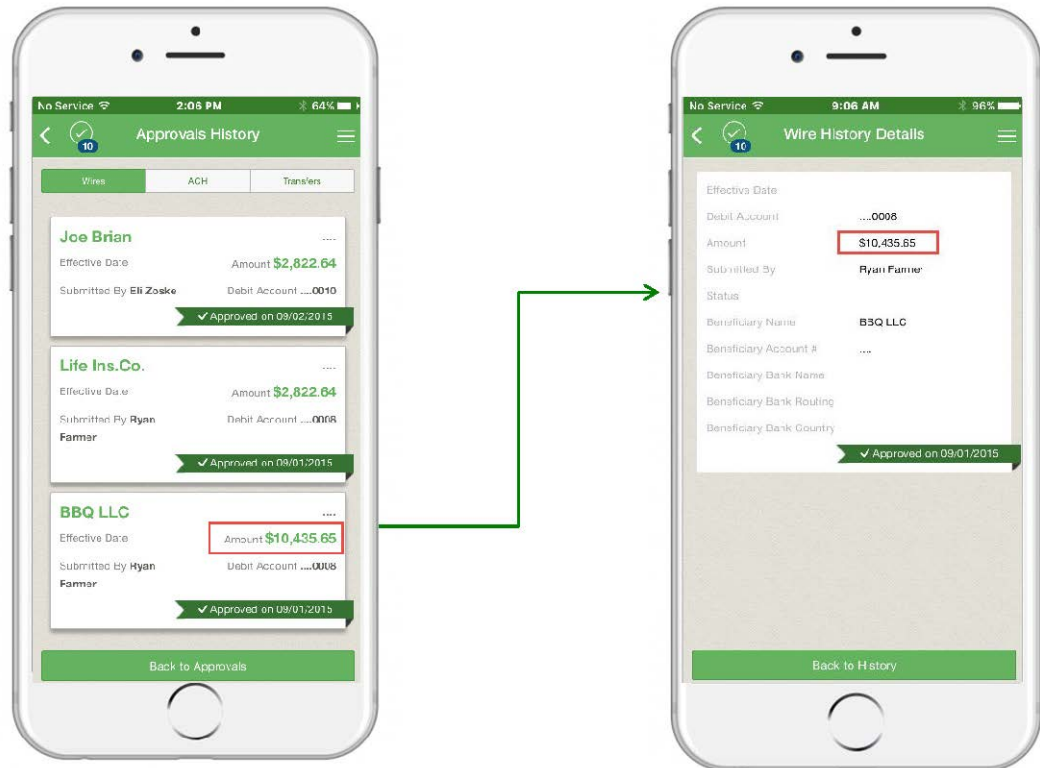 No Service 2:06 PM 64%
Approvals History
10
Wires ACH Transfers
Joe Brian ....
Effective Date Amount $2,822.64
Submitted By Eli Zoske Debit Account ....0010
✓ Approved on 09/02/2015
Life Ins.Co. ....
Effective Date Amount $2,822.64
Submitted By Ryan Debit Account ....0008
Farmer
✓ Approved on 09/01/2015
BBQ LLC ....
Effective Date Amount $10,435.65
Submitted By Ryan Debit Account ....0008
Farmer
✓ Approved on 09/01/2015
Back to Approvals
No Service 9:06 AM 96%
Wire History Details
10
Effective Date
Debit Account ....0008
Amount $10,435.65
Submitted By Ryan Farmer
Status
Beneficiary Name BBQ LLC
Beneficiary Account # ....
Beneficiary Bank Name
Beneficiary Bank Routing
Beneficiary Bank Country
✓ Approved on 09/01/2015
Back to History